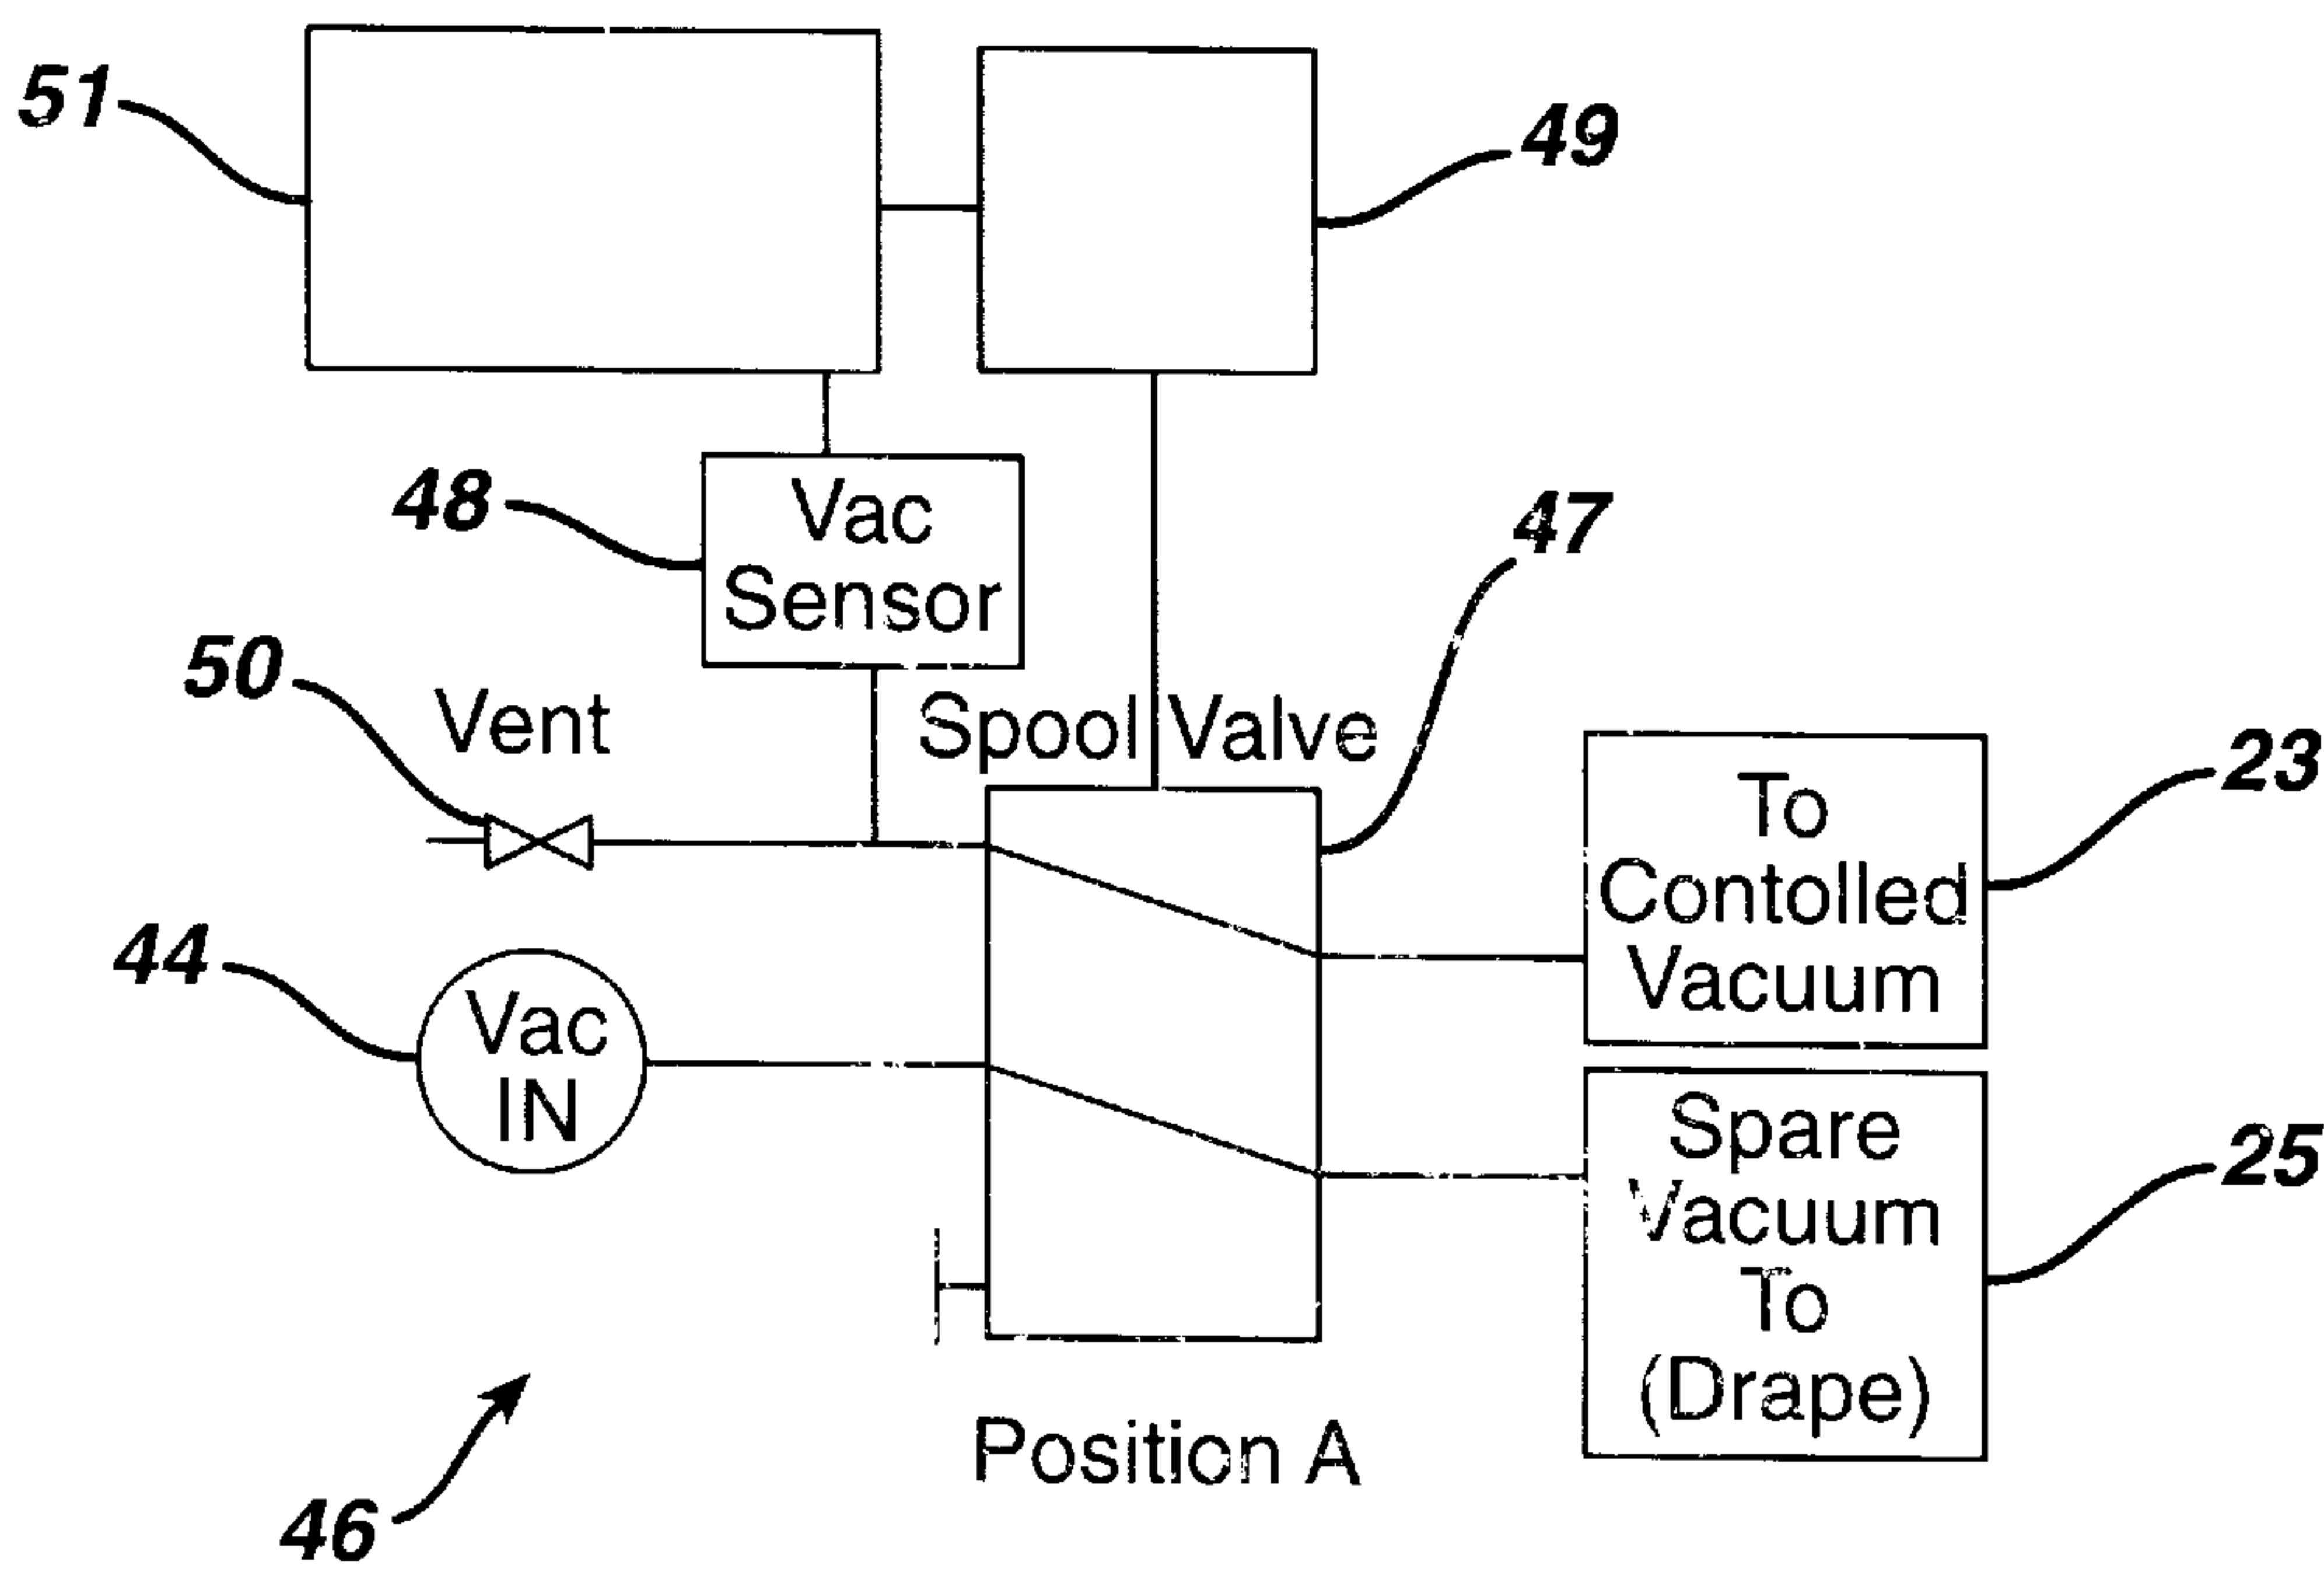 51
49
48
Vac
Sensor
47
50
Vent
Spool Valve
23
To
Contolled
Vacuum
44
Vac
IN
25
Spare
Vacuum
To
(Drape)
Position A
46